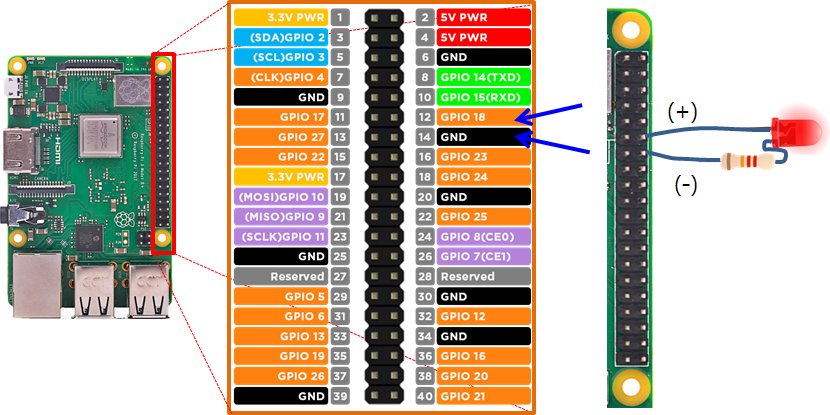 3.3V PWR 1 2 5V PWR
(SDA)GPIO 2 3 4 5V PWR
(SCL)GPIO 3 5 6 GND
(CLK)GPIO 4 7 8 GPIO 14(TXD)
GND 9 10 GPIO 15(RXD)
GPIO 17 11 12 GPIO 18
GPIO 27 13 14 GND
GPIO 22 15 16 GPIO 23
3.3V PWR 17 18 GPIO 24
(MOSI)GPIO 10 19 20 GND
(MISO)GPIO 9 21 22 GPIO 25
(SCLK)GPIO 11 23 24 GPIO 8(CE0)
GND 25 26 GPIO 7(CE1)
Reserved 27 28 Reserved
GPIO 5 29 30 GND
GPIO 6 31 32 GPIO 12
GPIO 13 33 34 GND
GPIO 19 35 36 GPIO 16
GPIO 26 37 38 GPIO 20
GND 39 40 GPIO 21
(+)
(-)
DISPLAY
HDMI